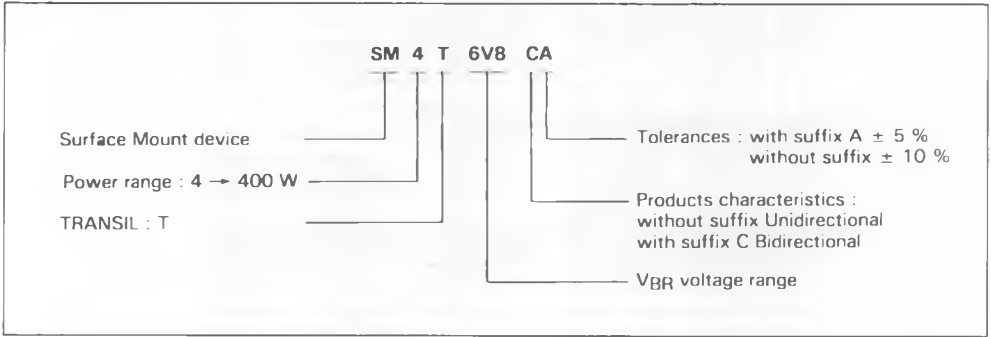 SM 4 T 6V8 CA
Surface Mount device
Power range : 4 → 400 W
TRANSIL : T
Tolerances : with suffix A ± 5 %
without suffix ± 10 %
Products characteristics :
without suffix Unidirectional
with suffix C Bidirectional
VBR voltage range